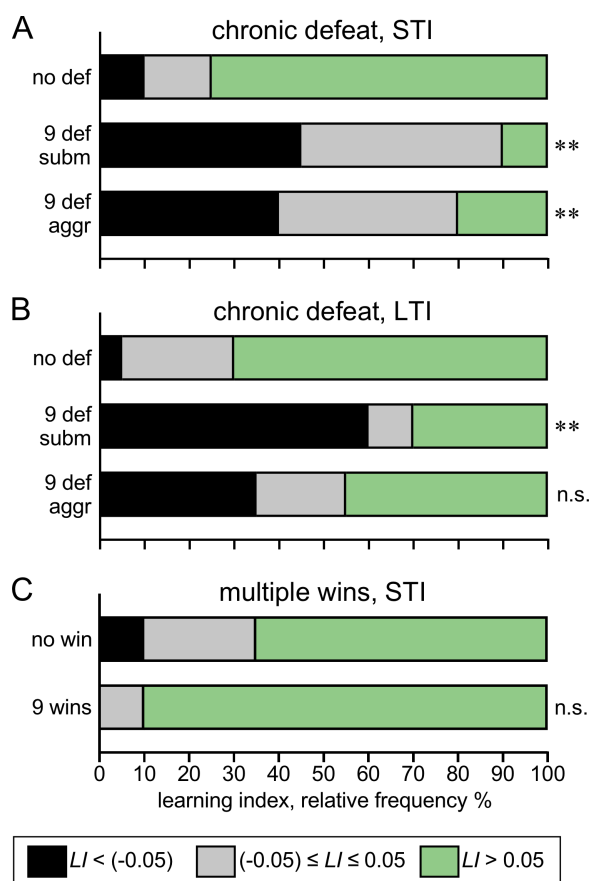 A
chronic defeat, STI
no def
9 def
subm
**
9 def
aggr
**
B
chronic defeat, LTI
no def
9 def
subm
**
9 def
aggr
n.s.
C
multiple wins, STI
no win
9 wins
n.s.
0 10 20 30 40 50 60 70 80 90 100
learning index, relative frequency %
LI < (-0.05) (-0.05) ≤ LI ≤ 0.05 LI > 0.05